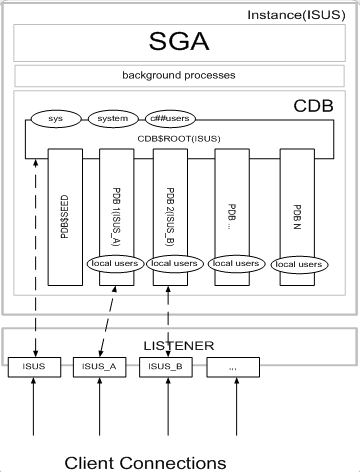 Instance(ISUS)
SGA
background processes
CDB
sys
system
c##users
CDB$ROOT(ISUS)
PDB$SEED
PDB 1(ISUS_A)
PDB 2(ISUS_B)
PDB ...
PDB N
local users
local users
local users
local users
LISTENER
ISUS
ISUS_A
ISUS_B
...
Client Connections